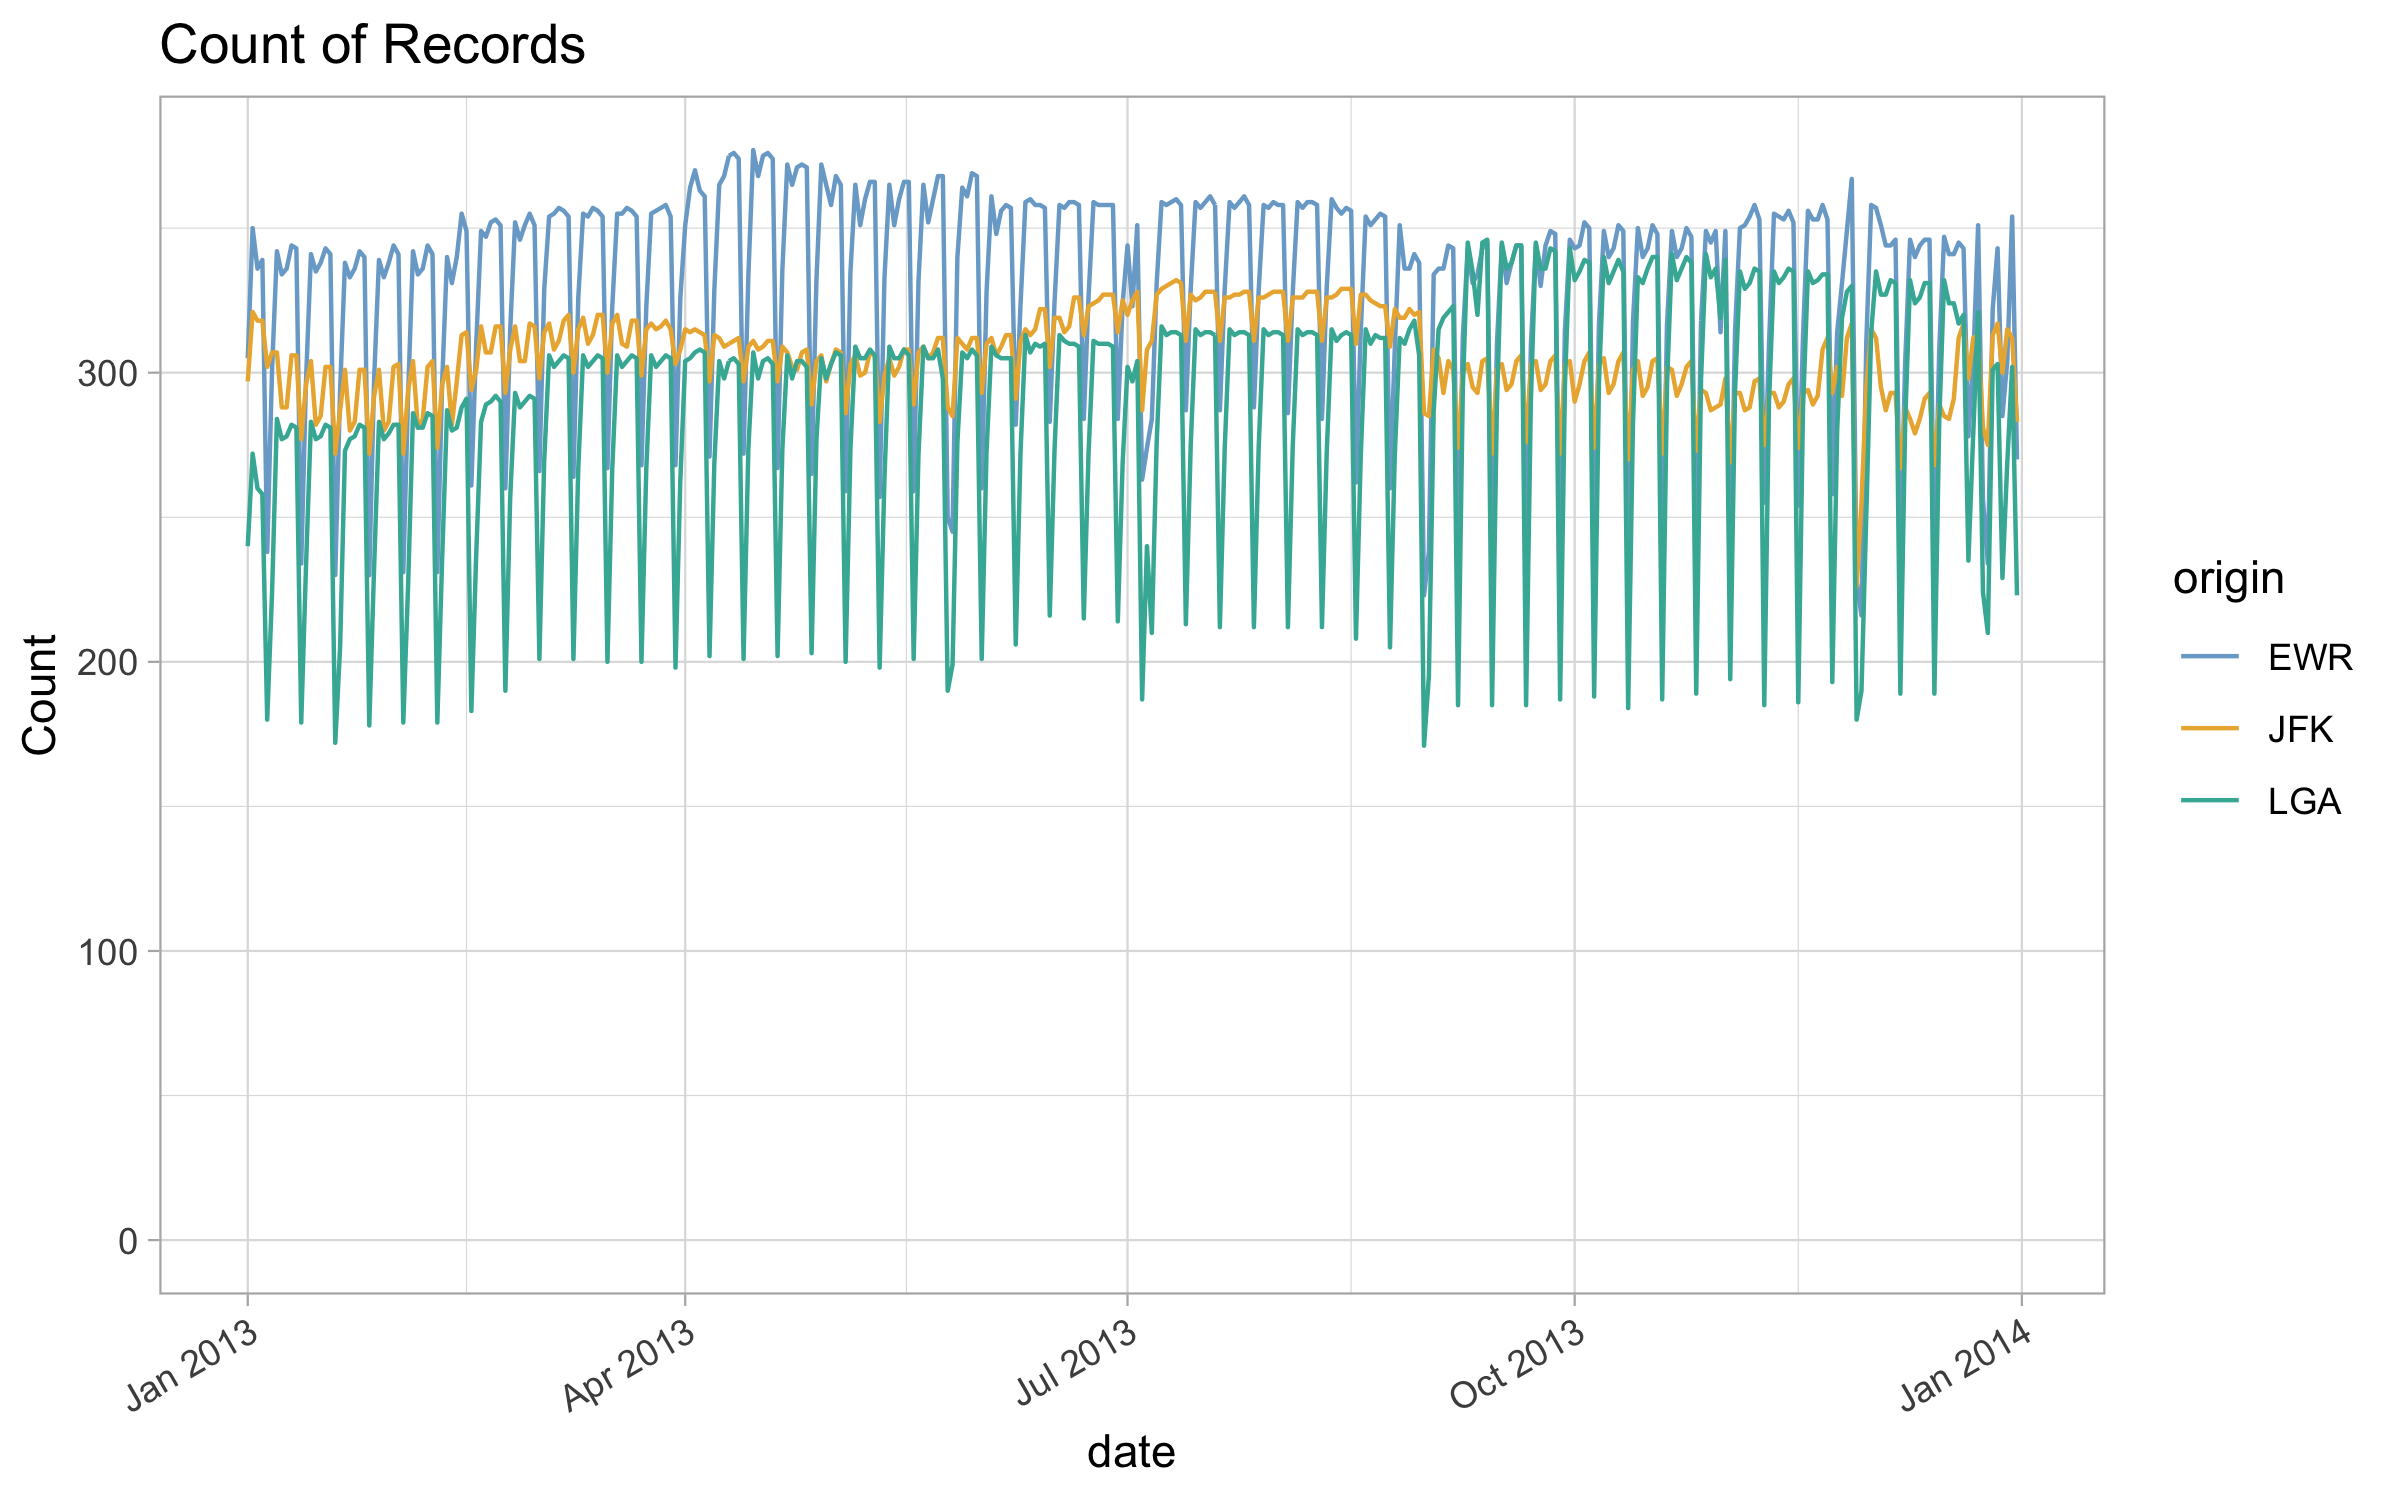 Count of Records
Count
300
200
100
0
Jan 2013
Apr 2013
Jul 2013
Oct 2013
Jan 2014
date
origin
EWR
JFK
LGA